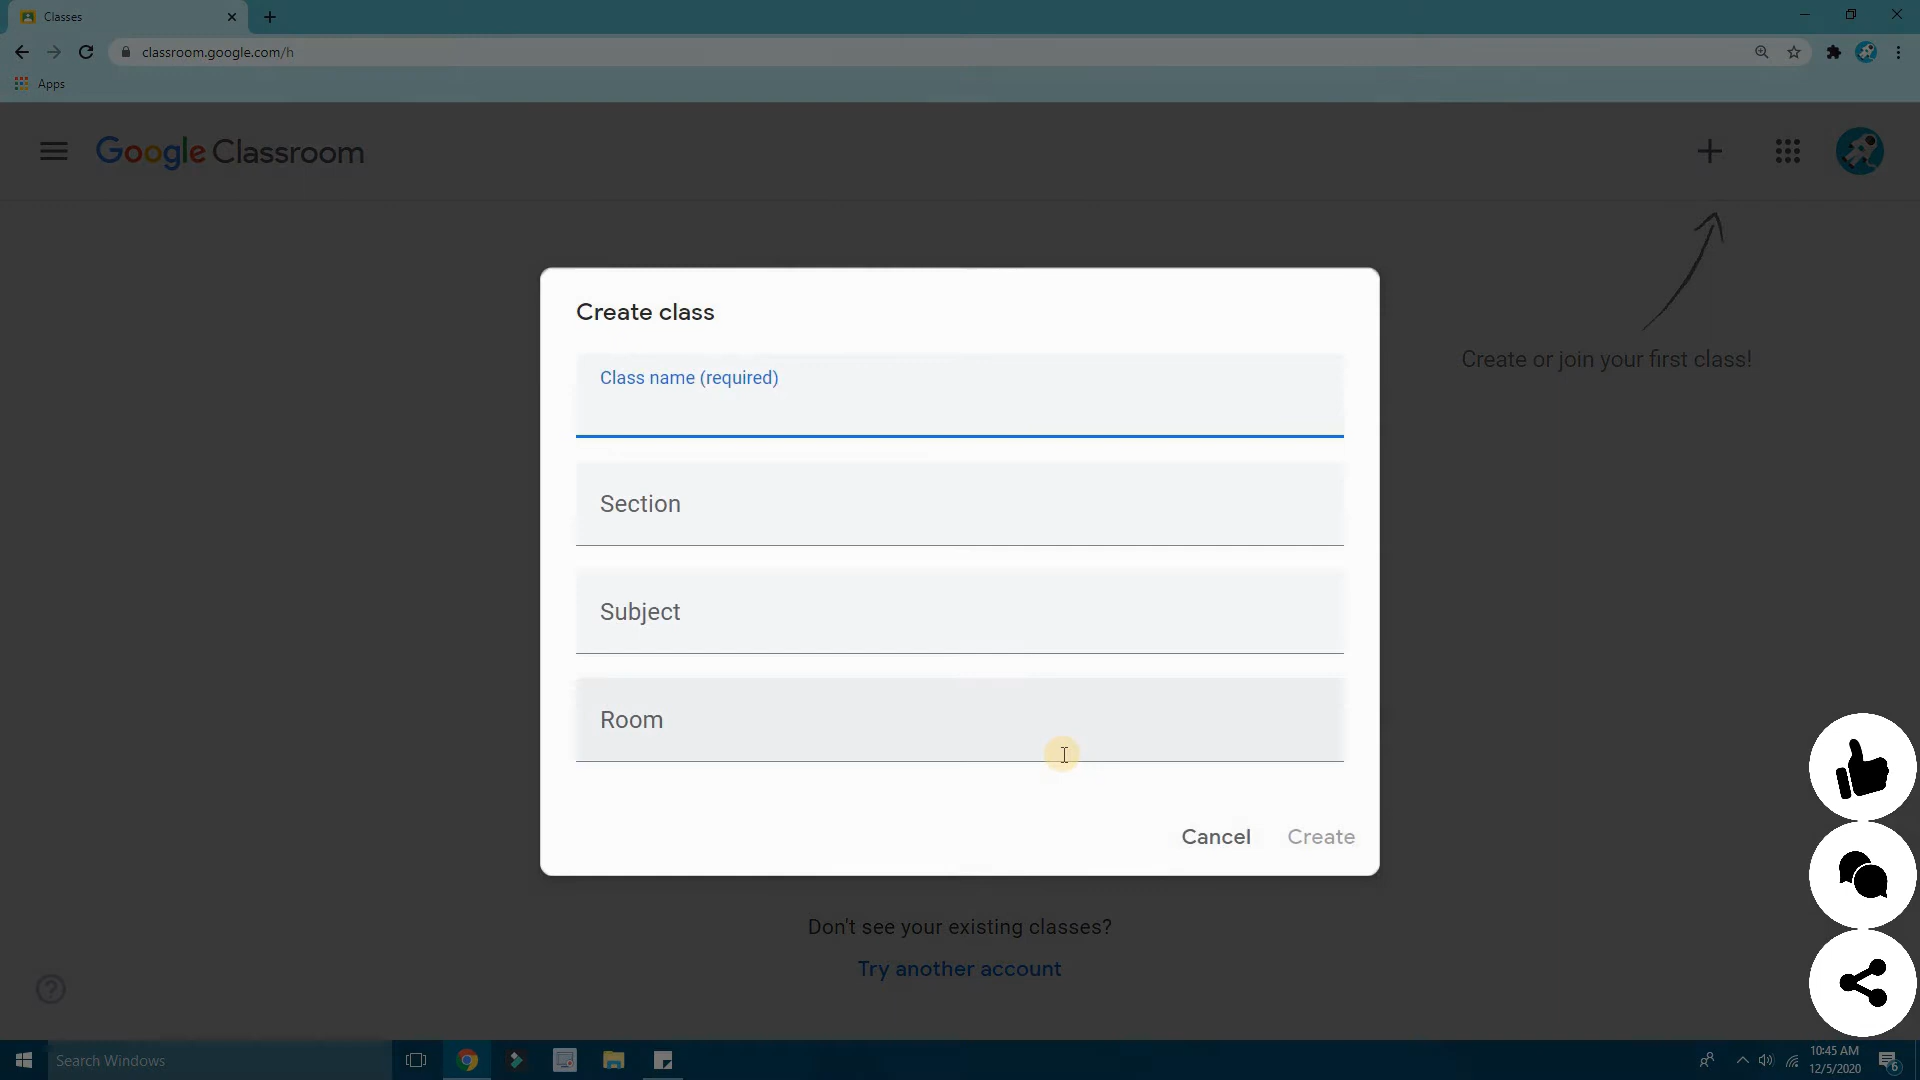 Classes
classroom.google.com/h
Apps
Google Classroom
Create or join your first class!
Create class
Class name (required)
Section
Subject
Room
Cancel
Create
Don't see your existing classes?
Try another account
Search Windows
10:45 AM
12/5/2020
6